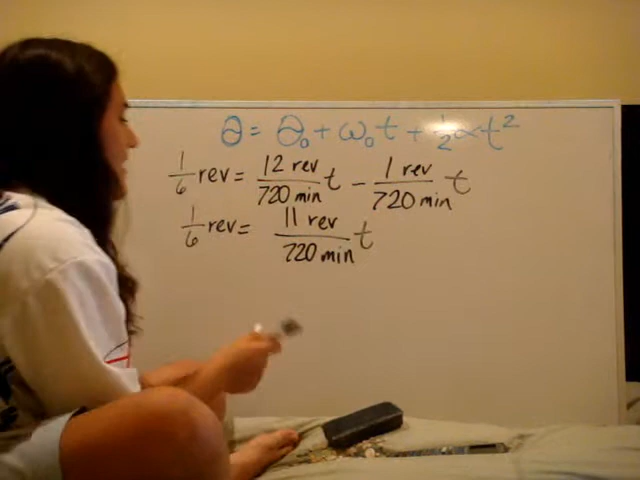 θ = θ₀ + ω₀t + ½αt²
1/6 rev = 12 rev/720 min t − 1 rev/720 min t
1/6 rev = 11 rev/720 min t